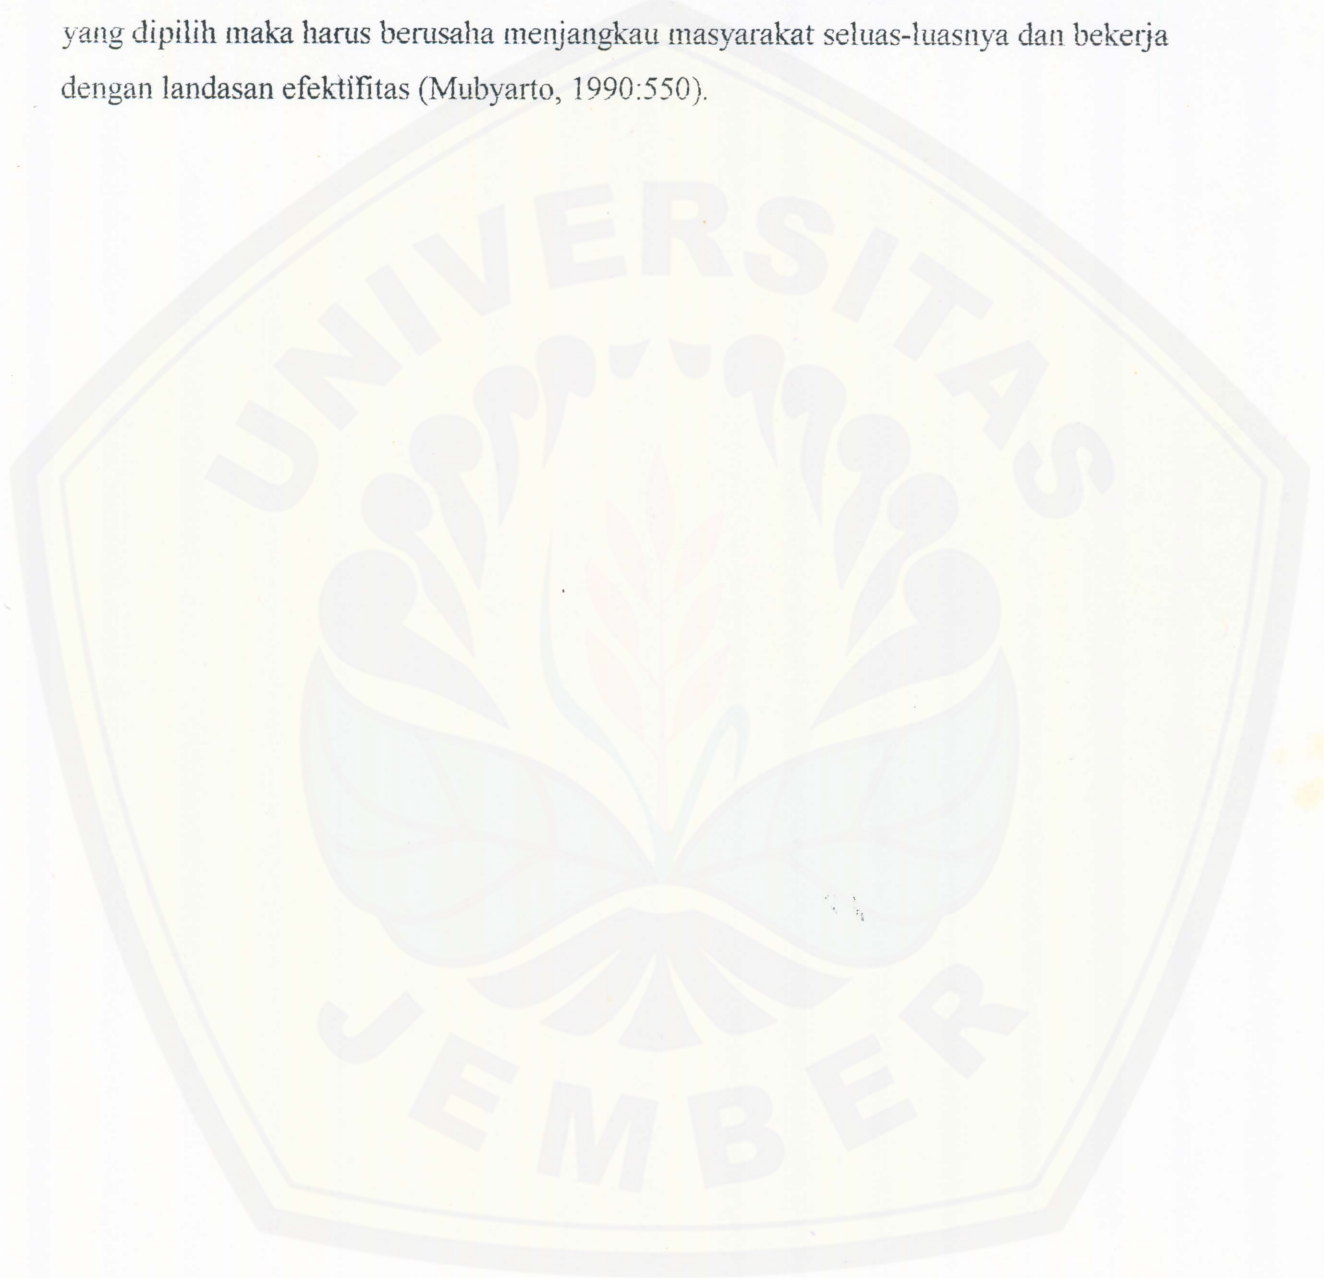 yang dipilih maka harus berusaha menjangkau masyarakat seluas-luasnya dan bekerja
dengan landasan efektifitas (Mubyarto, 1990:550).
UNIVERSITAS
JEMBER